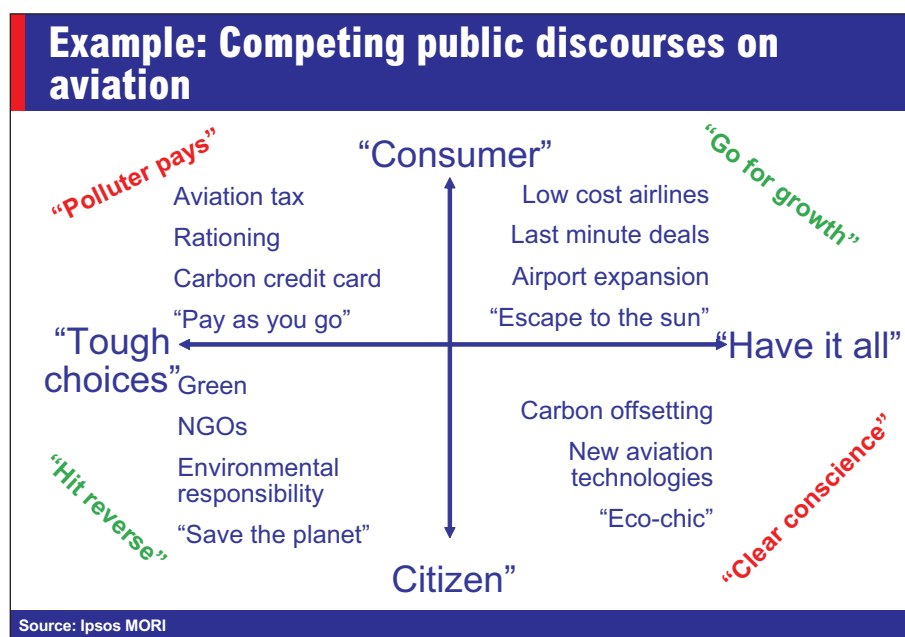 Example: Competing public discourses on
aviation
“Polluter pays”
“Consumer”
“Go for growth”
Aviation tax
Rationing
Carbon credit card
“Pay as you go”
Low cost airlines
Last minute deals
Airport expansion
“Escape to the sun”
“Tough
choices”
“Have it all”
Green
NGOs
Environmental
responsibility
“Save the planet”
Carbon offsetting
New aviation
technologies
“Eco-chic”
“Hit reverse”
“Clear conscience”
Citizen”
Source: Ipsos MORI